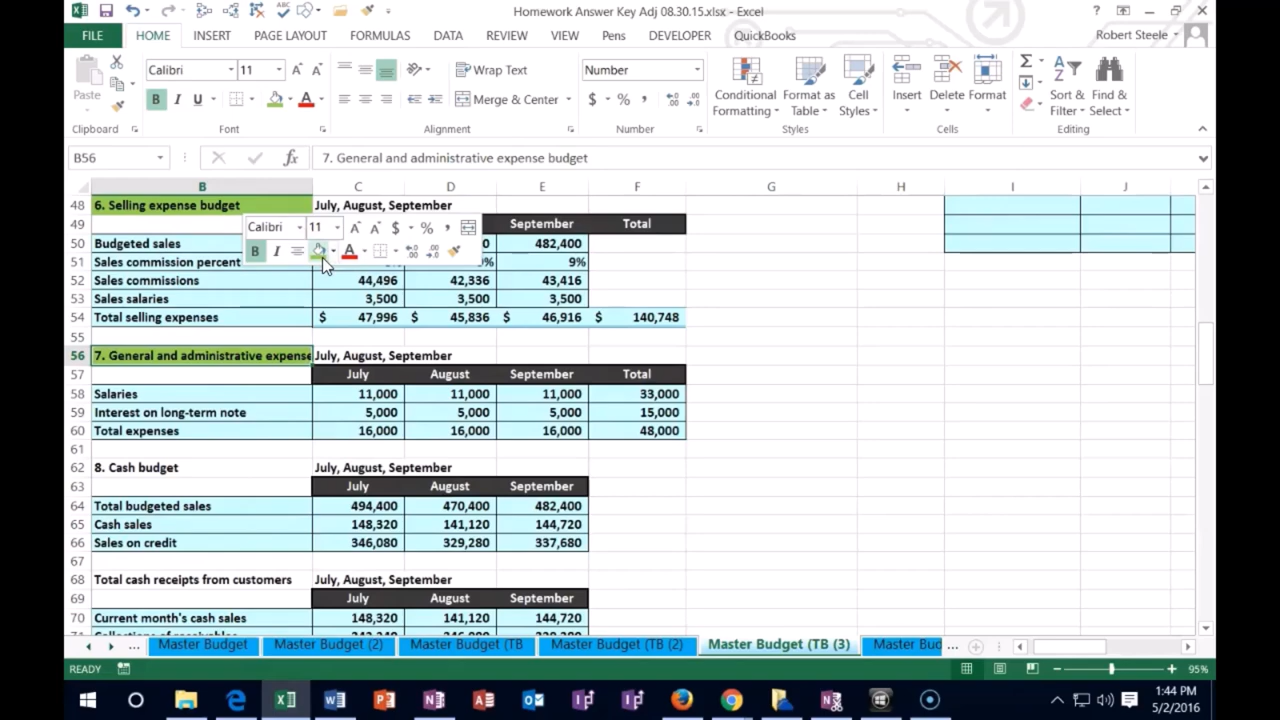 Homework Answer Key Adj 08.30.15.xlsx - Excel
?
FILE HOME INSERT PAGE LAYOUT FORMULAS DATA REVIEW VIEW Pens DEVELOPER QuickBooks Robert Steele
Calibri 11 Wrap Text Number
Paste B I U Merge & Center $ % , Conditional Formatting Format as Table Cell Styles Insert Delete Format Sort & Filter Find & Select
Clipboard Font Alignment Number Styles Cells Editing
B56 fx 7. General and administrative expense budget
B C D E F G H I J
48 6. Selling expense budget July, August, September
49 September Total
Calibri 11 A A $ % ,
B I A
50 Budgeted sales 0 482,400
51 Sales commission percent % 9%
52 Sales commissions 44,496 42,336 43,416
53 Sales salaries 3,500 3,500 3,500
54 Total selling expenses $ 47,996 $ 45,836 $ 46,916 $ 140,748
55
56 7. General and administrative expense July, August, September
57 July August September Total
58 Salaries 11,000 11,000 11,000 33,000
59 Interest on long-term note 5,000 5,000 5,000 15,000
60 Total expenses 16,000 16,000 16,000 48,000
61
62 8. Cash budget July, August, September
63 July August September
64 Total budgeted sales 494,400 470,400 482,400
65 Cash sales 148,320 141,120 144,720
66 Sales on credit 346,080 329,280 337,680
67
68 Total cash receipts from customers July, August, September
69 July August September
70 Current month's cash sales 148,320 141,120 144,720
... Master Budget Master Budget (2) Master Budget (TB Master Budget (TB (2) Master Budget (TB (3) Master Bud ...
READY 95%
1:44 PM
5/2/2016